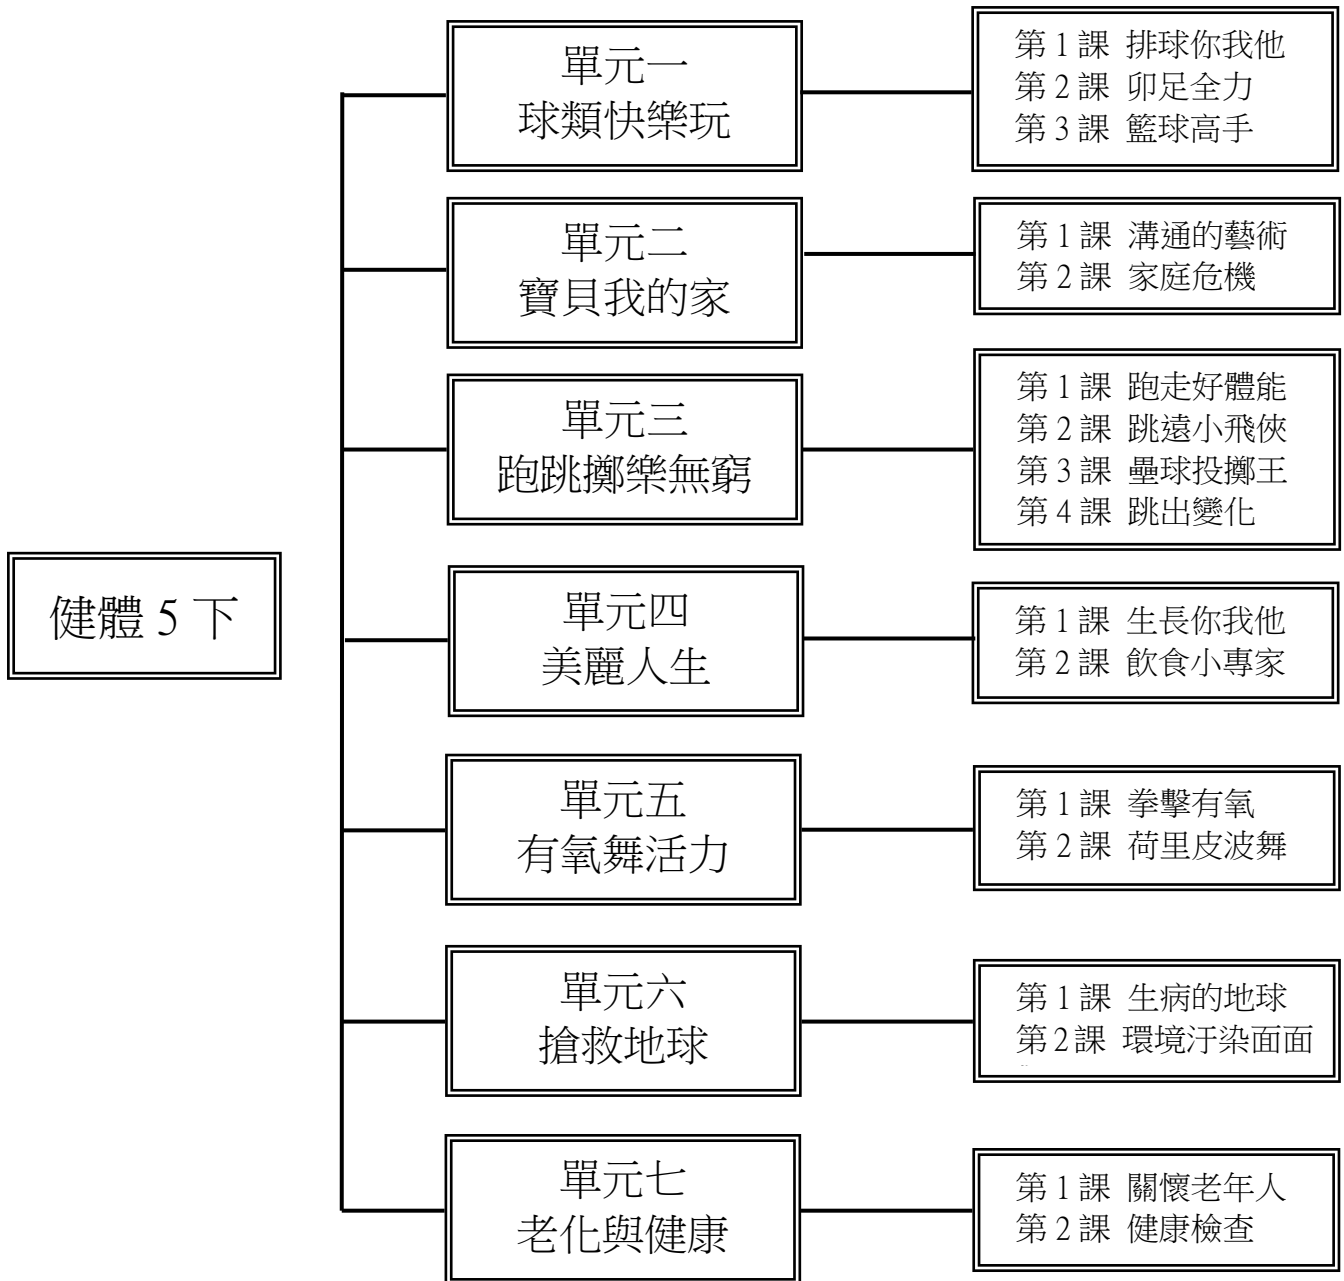 健體 5 下
單元一
球類快樂玩
第 1 課 排球你我他
第 2 課 卯足全力
第 3 課 籃球高手
單元二
寶貝我的家
第 1 課 溝通的藝術
第 2 課 家庭危機
單元三
跑跳擲樂無窮
第 1 課 跑走好體能
第 2 課 跳遠小飛俠
第 3 課 壘球投擲王
第 4 課 跳出變化
單元四
美麗人生
第 1 課 生長你我他
第 2 課 飲食小專家
單元五
有氧舞活力
第 1 課 拳擊有氧
第 2 課 荷里皮波舞
單元六
搶救地球
第 1 課 生病的地球
第 2 課 環境汙染面面
單元七
老化與健康
第 1 課 關懷老年人
第 2 課 健康檢查